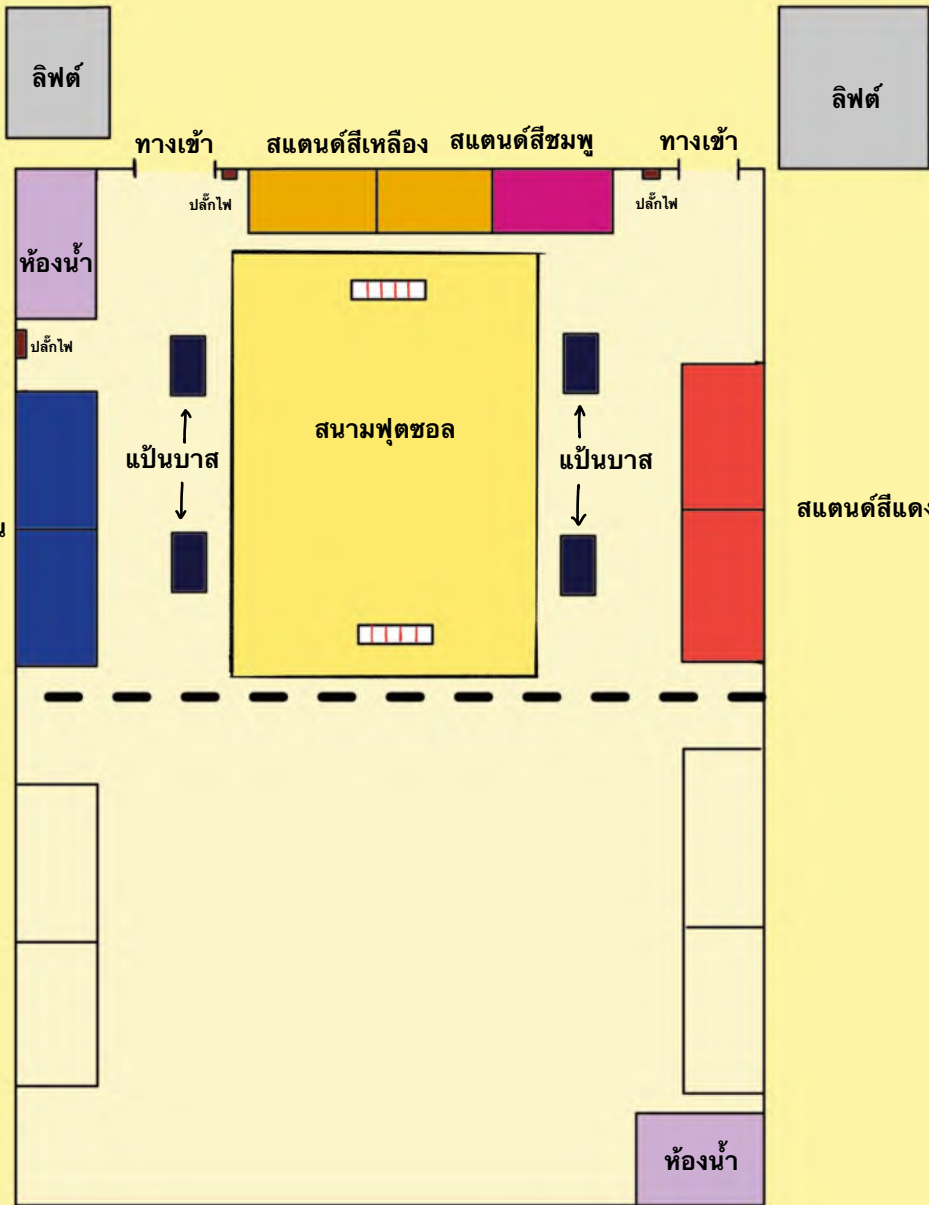 ลิฟต์
ลิฟต์
ทางเข้า
สแตนด์สีเหลือง
สแตนด์สีชมพู
ทางเข้า
ปลั๊กไฟ
ปลั๊กไฟ
ห้องน้ำ
ปลั๊กไฟ
สนามฟุตซอล
แป้นบาส
แป้นบาส
สแตนด์สีแดง
ห้องน้ำ